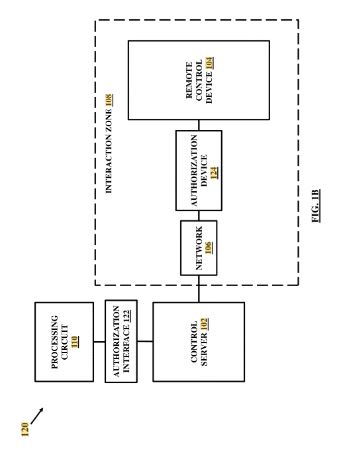 120
PROCESSING
CIRCUIT
110
AUTHORIZATION
INTERFACE 122
INTERACTION ZONE 108
CONTROL
SERVER 102
NETWORK
106
AUTHORIZATION
DEVICE
124
REMOTE
CONTROL
DEVICE 104
FIG. 1B